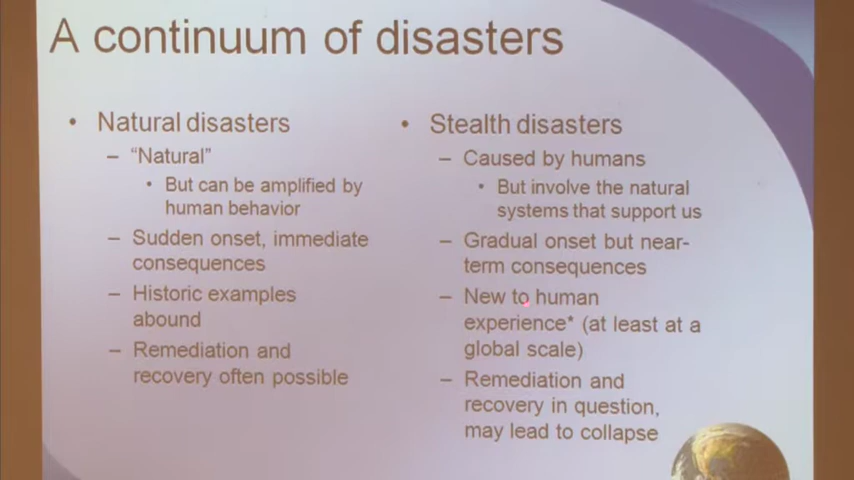 A continuum of disasters
• Natural disasters
– “Natural”
• But can be amplified by
human behavior
– Sudden onset, immediate
consequences
– Historic examples
abound
– Remediation and
recovery often possible
• Stealth disasters
– Caused by humans
• But involve the natural
systems that support us
– Gradual onset but near-
term consequences
– New to human
experience* (at least at a
global scale)
– Remediation and
recovery in question,
may lead to collapse